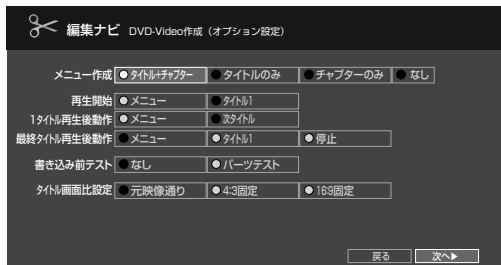 編集ナビ DVD-Video作成（オプション設定）
メニュー作成 ●タイトル+チャプター ●タイトルのみ ●チャプターのみ ●なし
再生開始 ●メニュー ●タイトル1
1タイトル再生後動作 ●メニュー ●次タイトル
最終タイトル再生後動作 ●メニュー ●タイトル1 ●停止
書き込み前テスト ●なし ●パーツテスト
タイトル画面比設定 ●元映像通り ●4:3固定 ●16:9固定
戻る 次へ▶